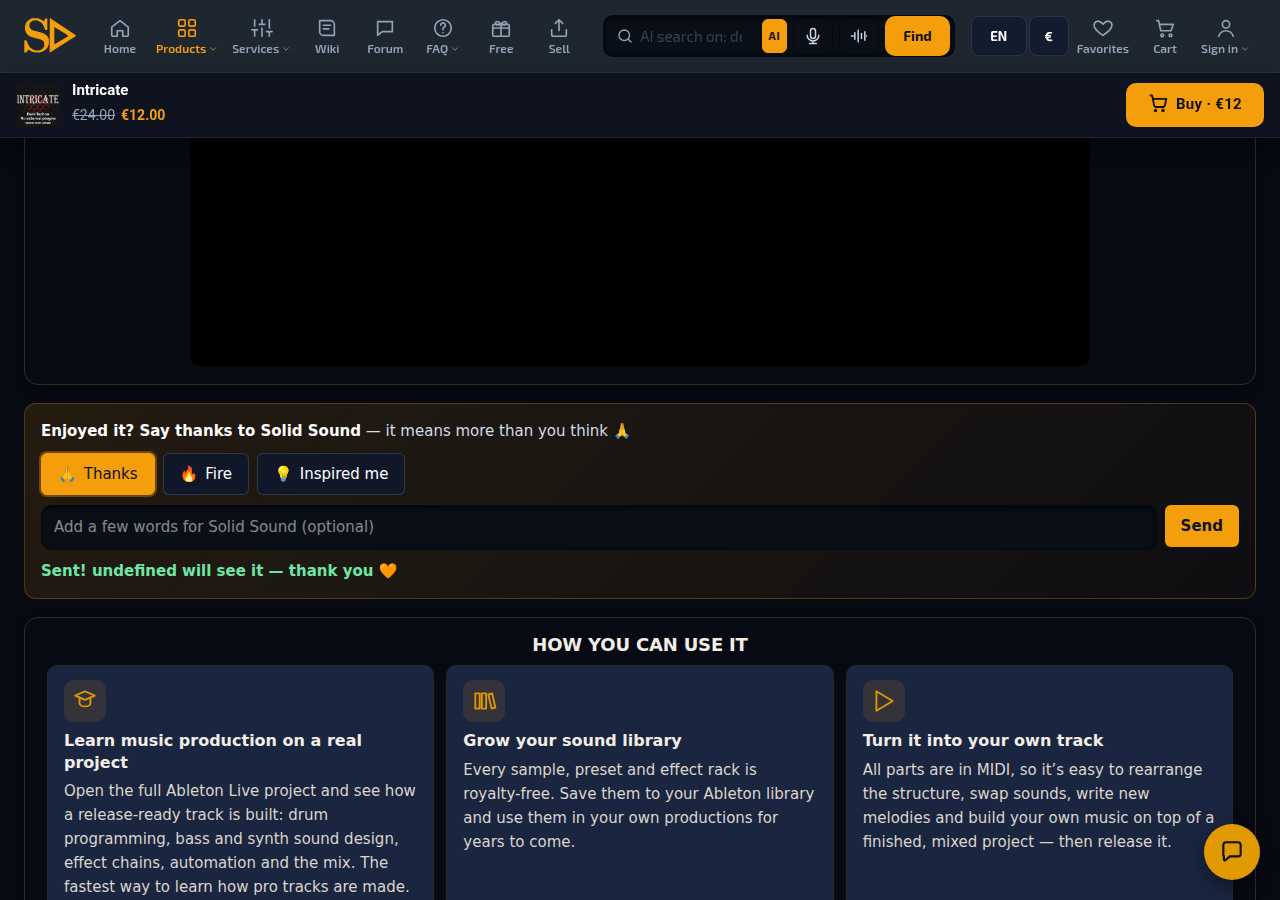 SD
Home
Products
Services
Wiki
Forum
FAQ
Free
Sell
AI search on: de
AI
Find
EN
€
Favorites
Cart
Sign in
INTRICATE
Intricate
€24.00 €12.00
Buy · €12
Enjoyed it? Say thanks to Solid Sound — it means more than you think 🙏
🙏 Thanks
🔥 Fire
💡 Inspired me
Add a few words for Solid Sound (optional)
Send
Sent! undefined will see it — thank you 🧡
HOW YOU CAN USE IT
Learn music production on a real
project
Open the full Ableton Live project and see how
a release-ready track is built: drum
programming, bass and synth sound design,
effect chains, automation and the mix. The
fastest way to learn how pro tracks are made.
Grow your sound library
Every sample, preset and effect rack is
royalty-free. Save them to your Ableton library
and use them in your own productions for
years to come.
Turn it into your own track
All parts are in MIDI, so it’s easy to rearrange
the structure, swap sounds, write new
melodies and build your own music on top of a
finished, mixed project — then release it.